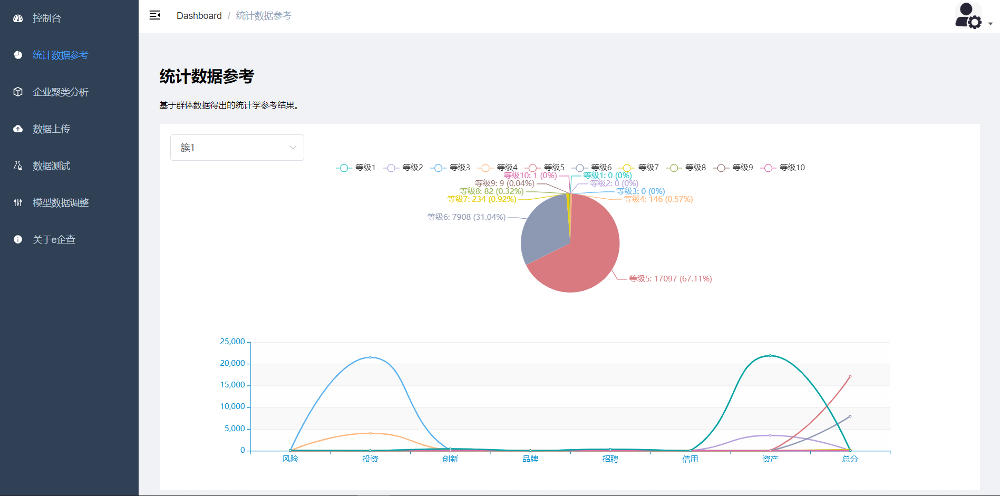 控制台
统计数据参考
企业聚类分析
数据上传
数据测试
模型数据调整
关于e企查
Dashboard / 统计数据参考
统计数据参考
基于群体数据得出的统计学参考结果。
簇1
等级1 等级2 等级3 等级4 等级5 等级6 等级7 等级8 等级9 等级10
等级10: 1 (0%)
等级1: 0 (0%)
等级9: 9 (0.04%)
等级2: 0 (0%)
等级8: 82 (0.32%)
等级3: 0 (0%)
等级7: 234 (0.92%)
等级4: 146 (0.57%)
等级6: 7908 (31.04%)
等级5: 17097 (67.11%)
25,000
20,000
15,000
10,000
5,000
0
风险 投资 创新 品牌 招聘 信用 资产 总分